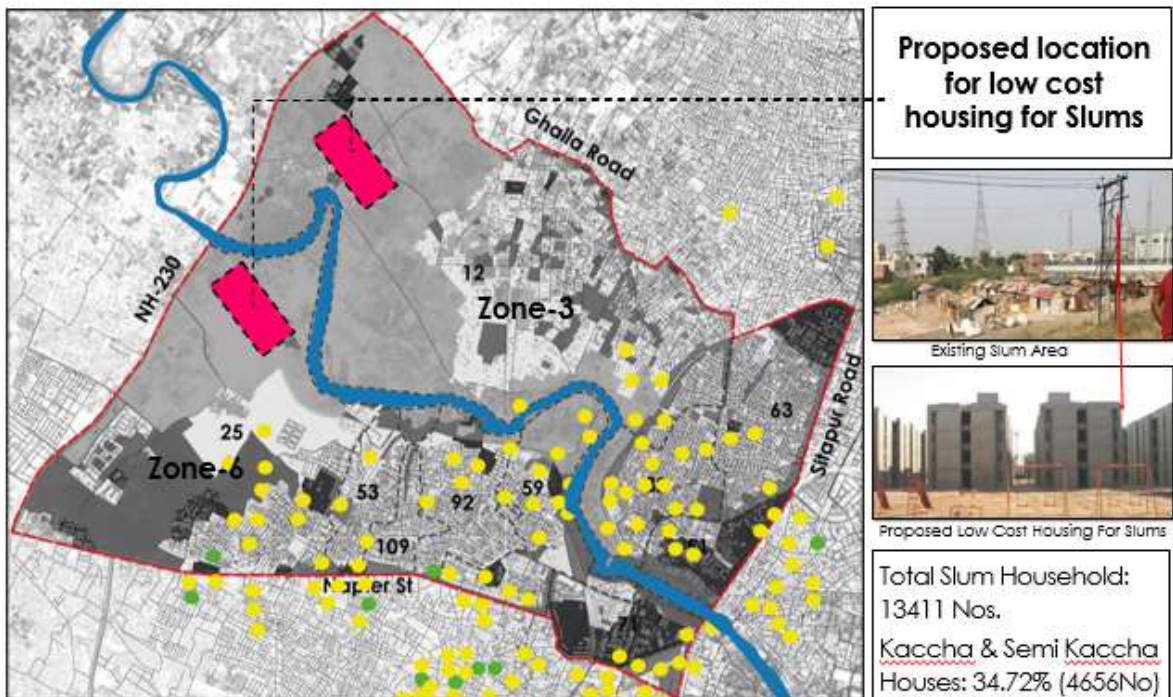 Proposed location
for low cost
housing for Slums
Ghalla Road
NH-230
12
Zone-3
Existing Slum Area
63
Sitapur Road
25
Zone-6
53
92
59
109
Napier St
71
Proposed Low Cost Housing For Slums
Total Slum Household:
13411 Nos.
Kaccha & Semi Kaccha
Houses: 34.72% (4656No)